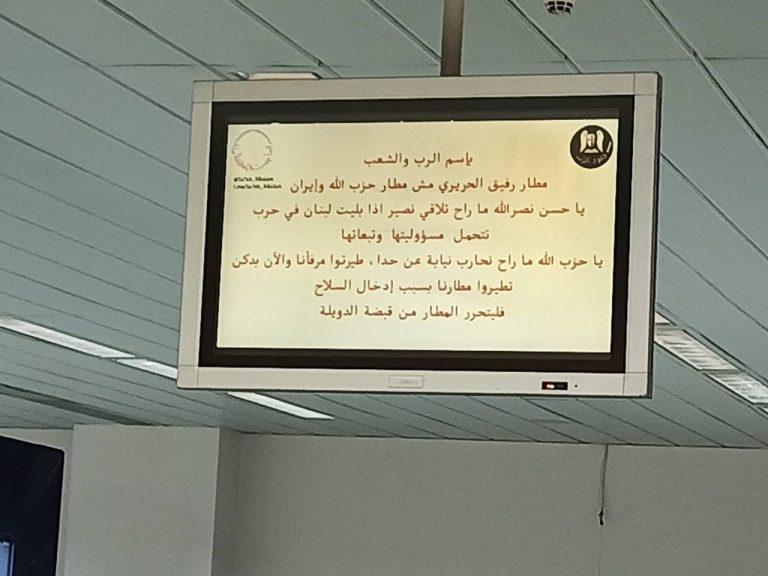 بإسم الرب والشعب
مطار رفيق الحريري مش مطار حزب الله وإيران
يا حسن نصرالله ما راح تلاقي نصير اذا بليت لبنان في حرب
تتحمل مسؤوليتها وتبعاتها
يا حزب الله ما راح نحارب نيابة عن حدا ، طيرتوا مرفأنا والأن بدكن
تطيروا مطارنا بسبب إدخال السلاح
فليتحرر المطار من قبضة الدويلة